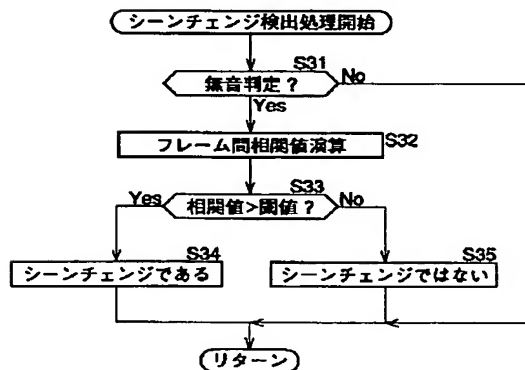 シーンチェンジ検出処理開始
S31
無音判定?
No
Yes
フレーム間相関値演算
S32
S33
Yes
相関値>閾値?
No
S34
シーンチェンジである
S35
シーンチェンジではない
リターン